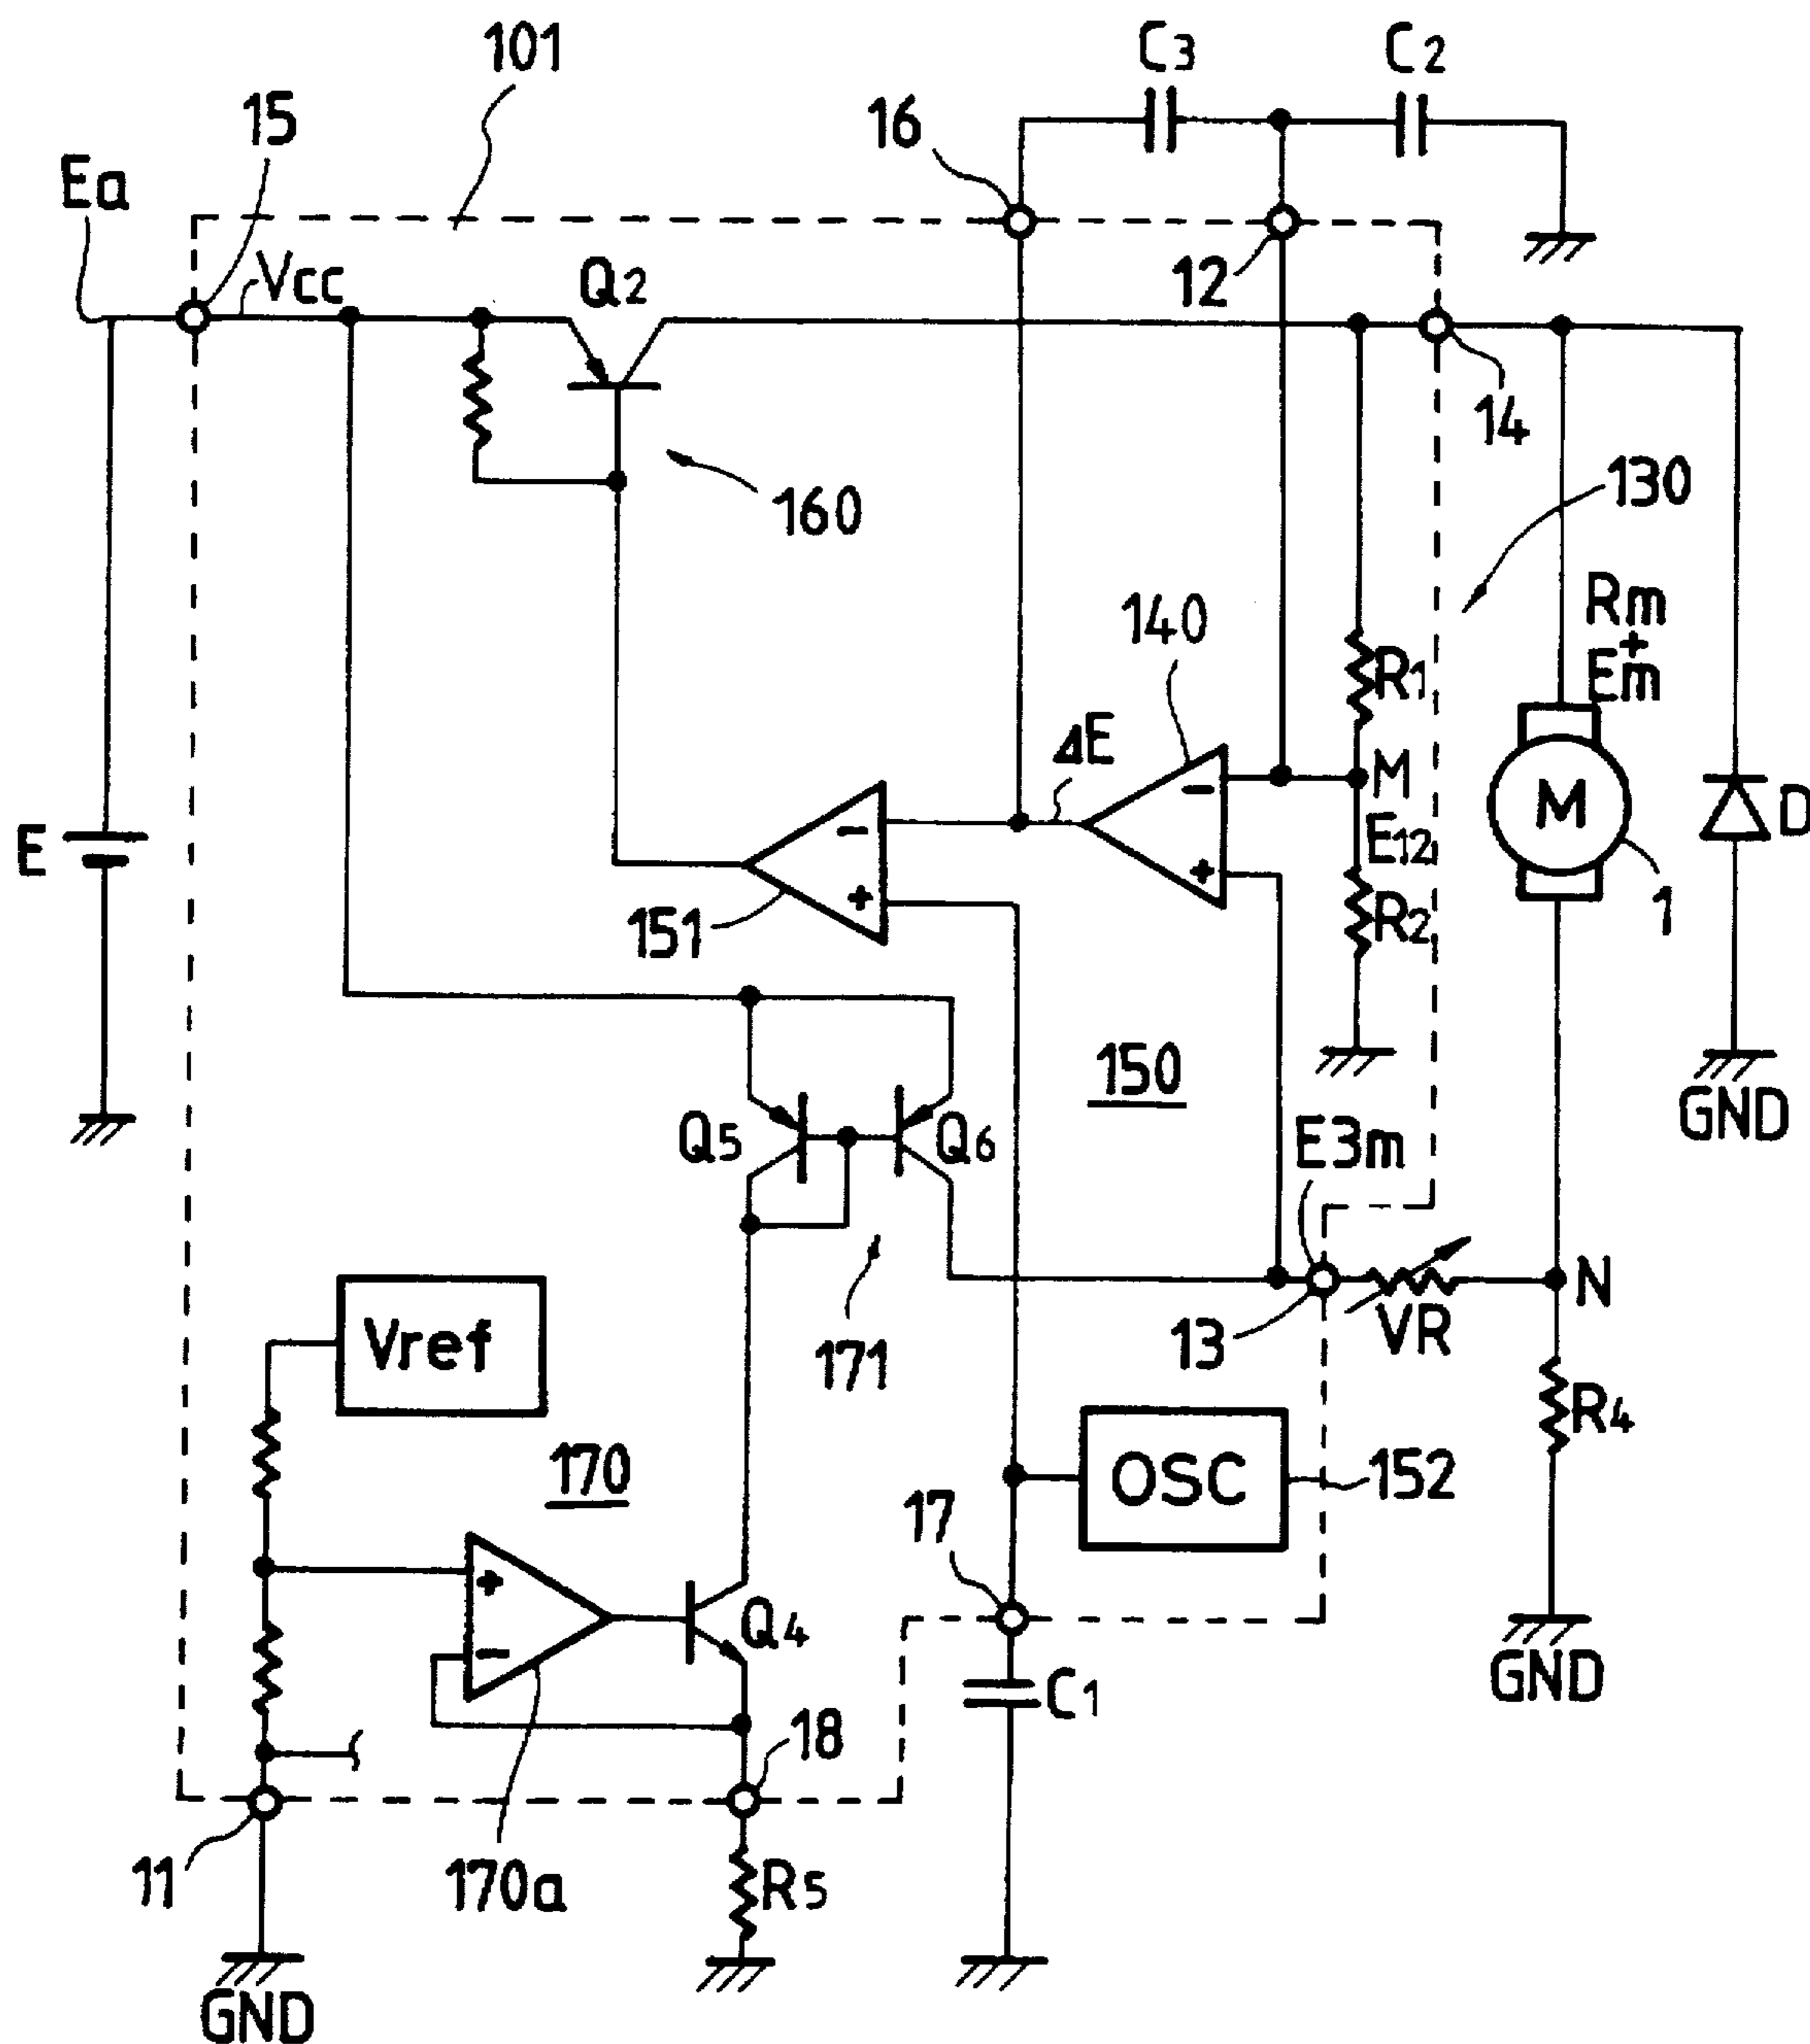 101
C3
C2
15
16
Ea
Vcc
Q2
12
14
160
130
Rm
+
Em
140
R1
ΔE
M
-
M
E
-
E12
D
+
+
R2
151
1
150
GND
Q5
Q6
E3m
N
13
VR
Vref
171
R4
170
OSC
152
17
+
Q4
-
GND
C1
18
11
170a
R5
GND